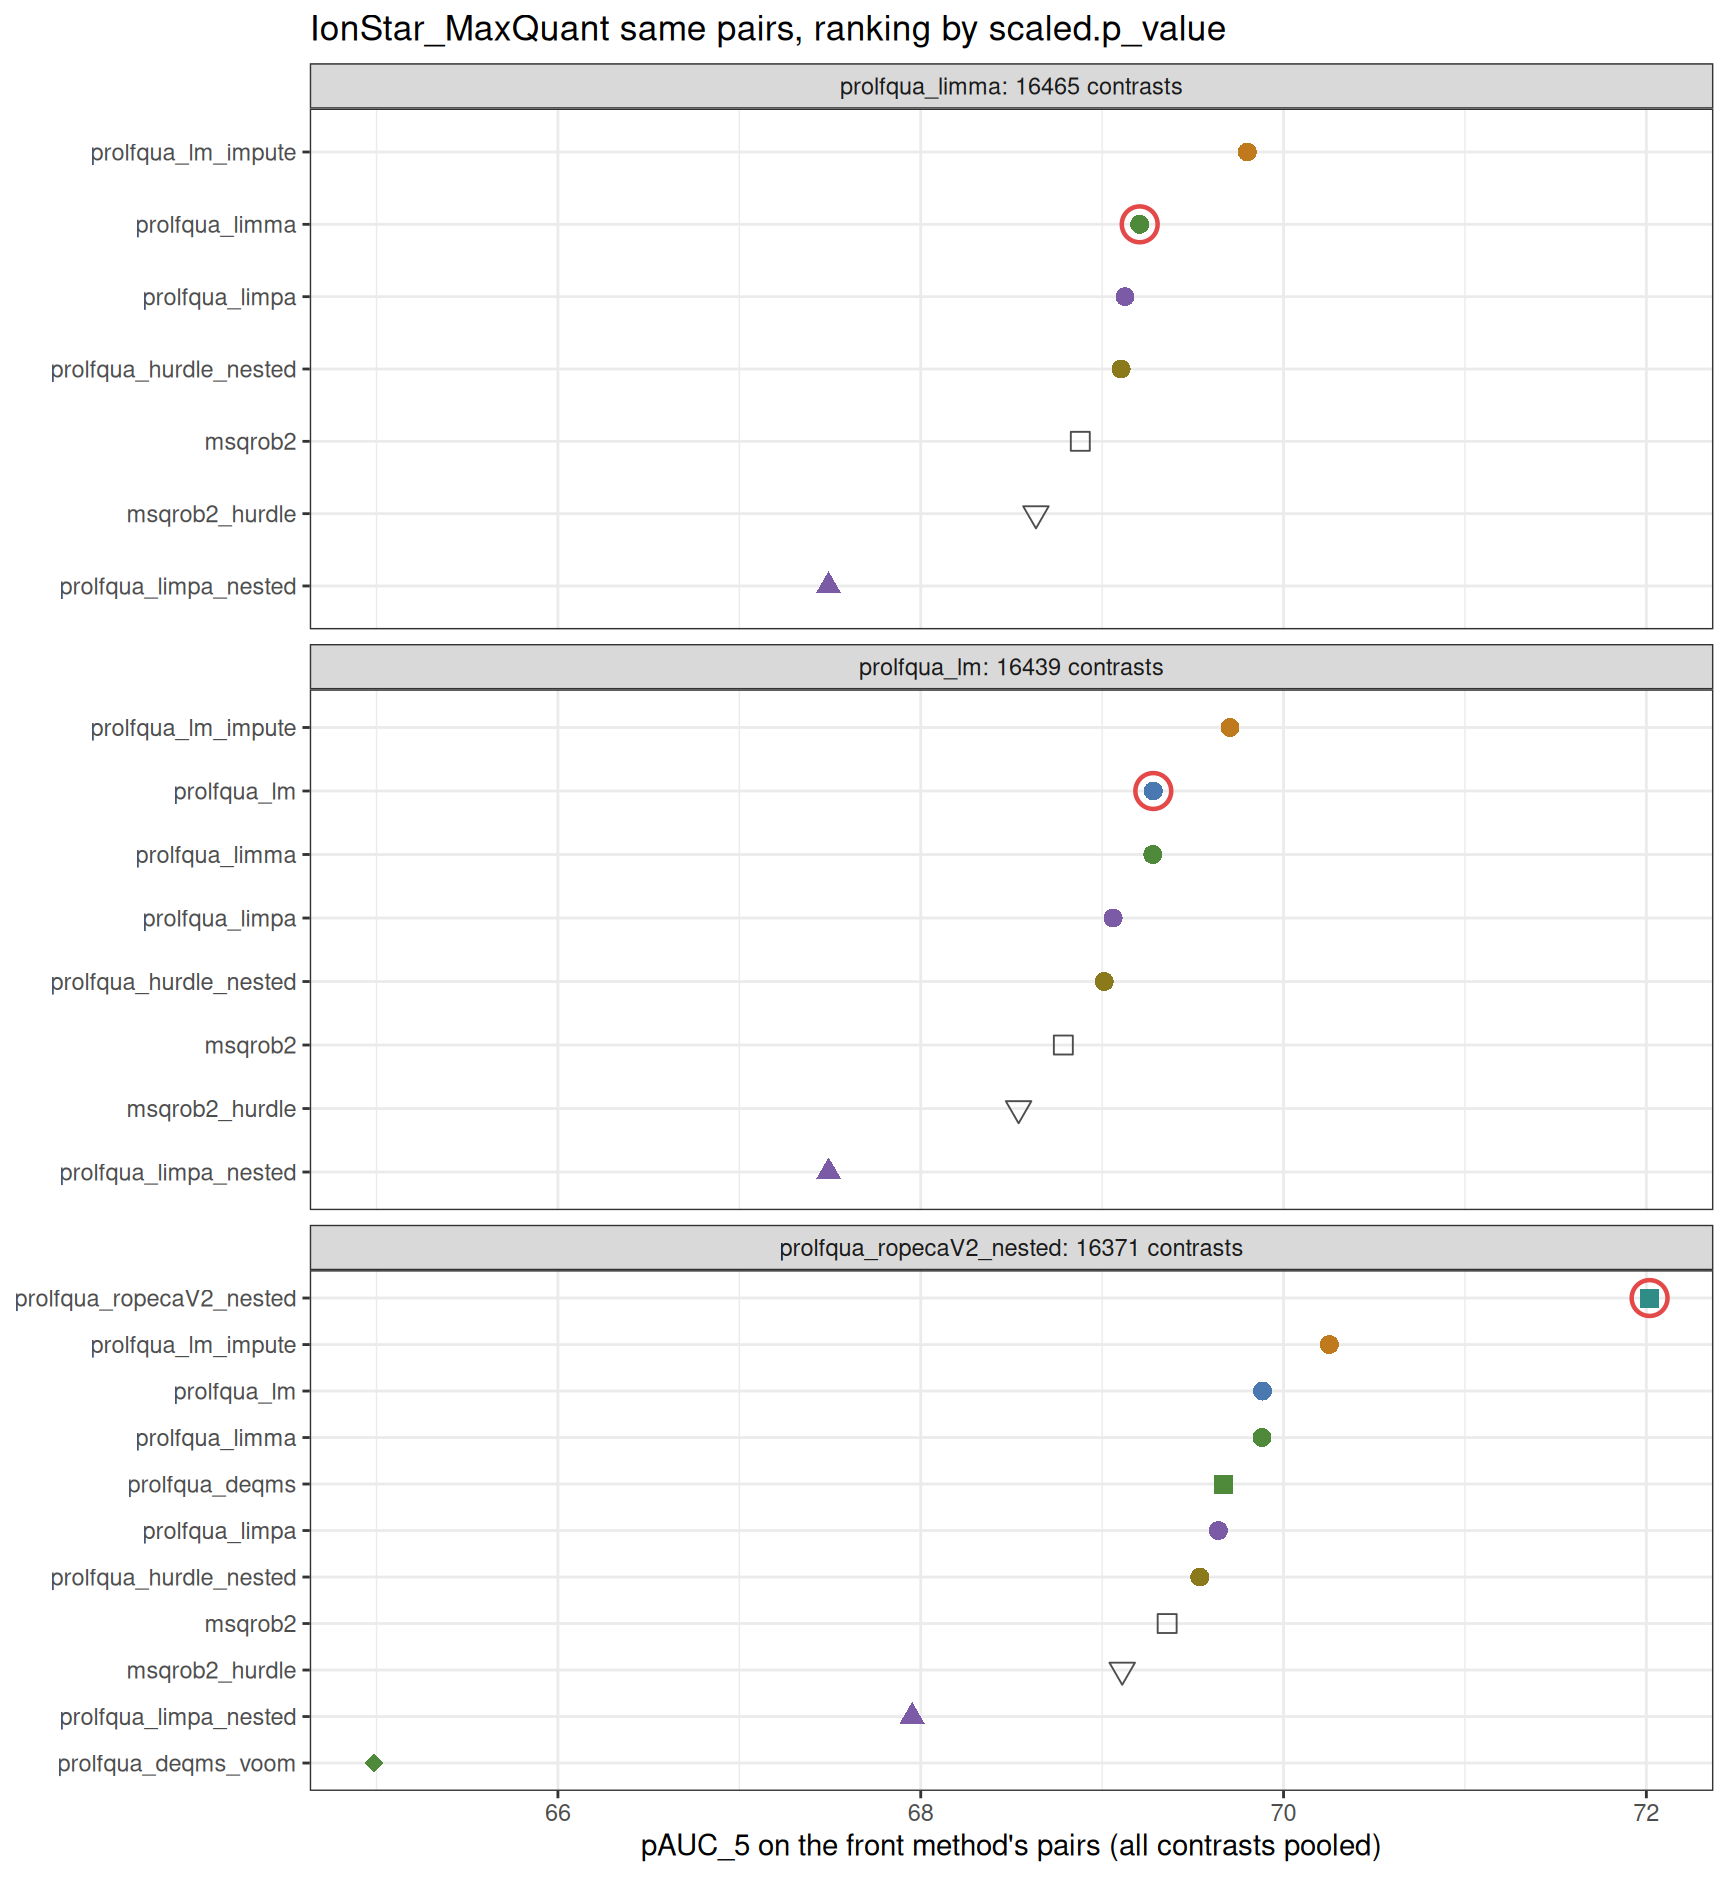 IonStar_MaxQuant same pairs, ranking by scaled.p_value
prolfqua_limma: 16465 contrasts
prolfqua_lm_impute
prolfqua_limma
prolfqua_limpa
prolfqua_hurdle_nested
msqrob2
msqrob2_hurdle
prolfqua_limpa_nested
prolfqua_lm: 16439 contrasts
prolfqua_lm_impute
prolfqua_lm
prolfqua_limma
prolfqua_limpa
prolfqua_hurdle_nested
msqrob2
msqrob2_hurdle
prolfqua_limpa_nested
prolfqua_ropecaV2_nested: 16371 contrasts
prolfqua_ropecaV2_nested
prolfqua_lm_impute
prolfqua_lm
prolfqua_limma
prolfqua_deqms
prolfqua_limpa
prolfqua_hurdle_nested
msqrob2
msqrob2_hurdle
prolfqua_limpa_nested
prolfqua_deqms_voom
66 68 70 72
pAUC_5 on the front method's pairs (all contrasts pooled)